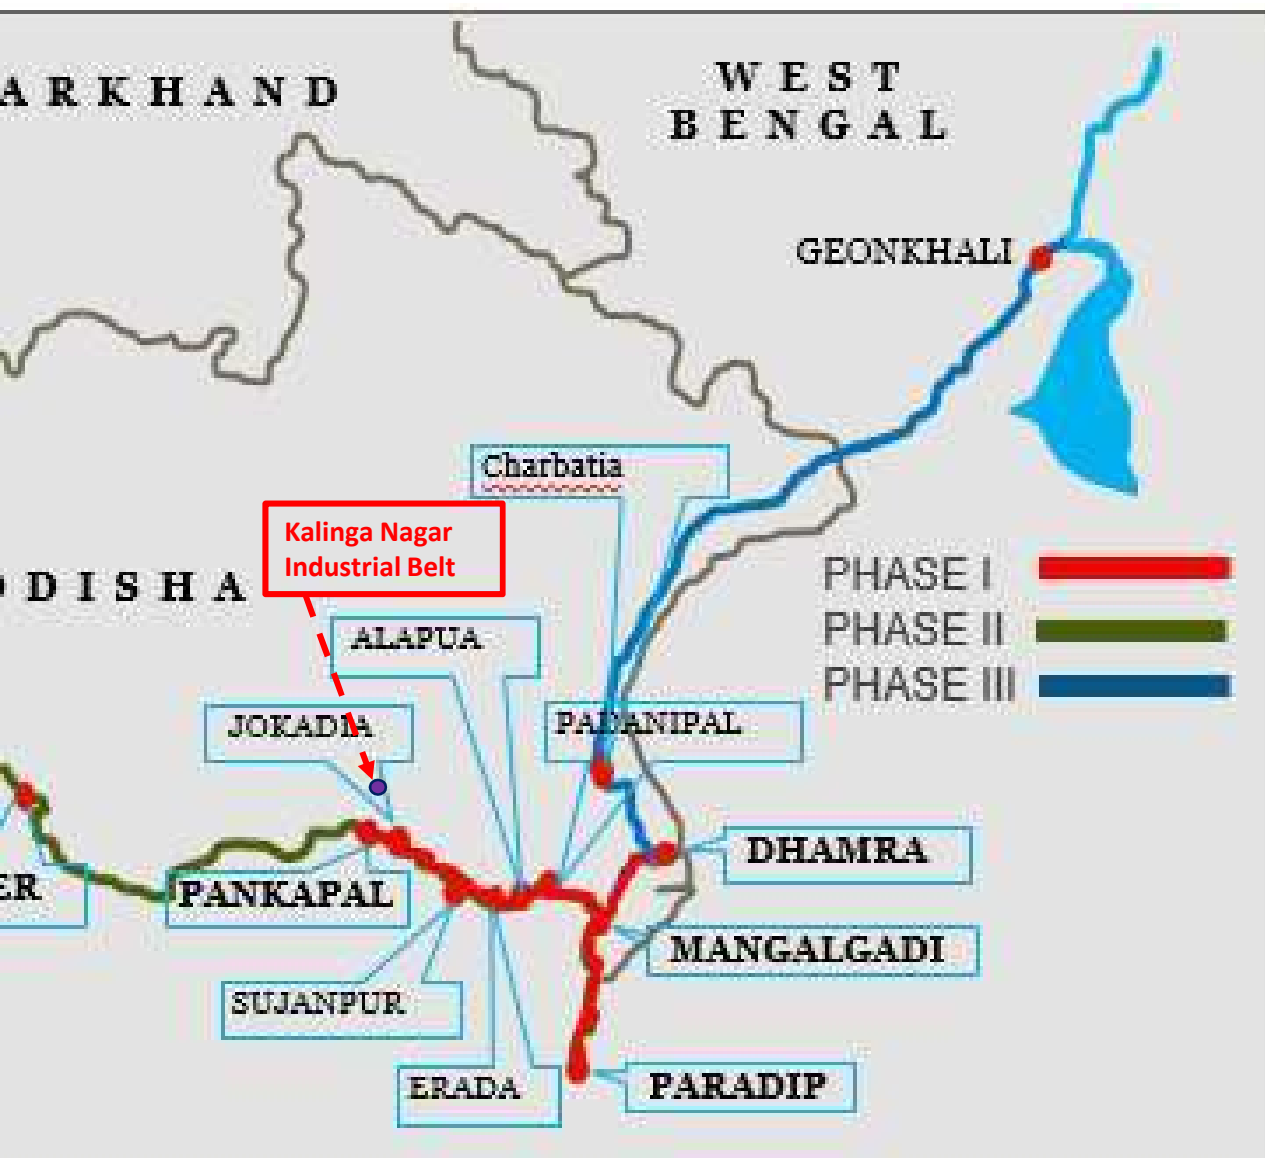 ARKHAND
WEST
BENGAL
GEONKHALI
Charbatia
Kalinga Nagar
Industrial Belt
DISHA
PHASE I
ALAPUA
PHASE II
PHASE III
JOKADIA
PADANIPAL
DHAMRA
ER
PANKAPAL
MANGALGADI
SUJANPUR
ERADA
PARADIP